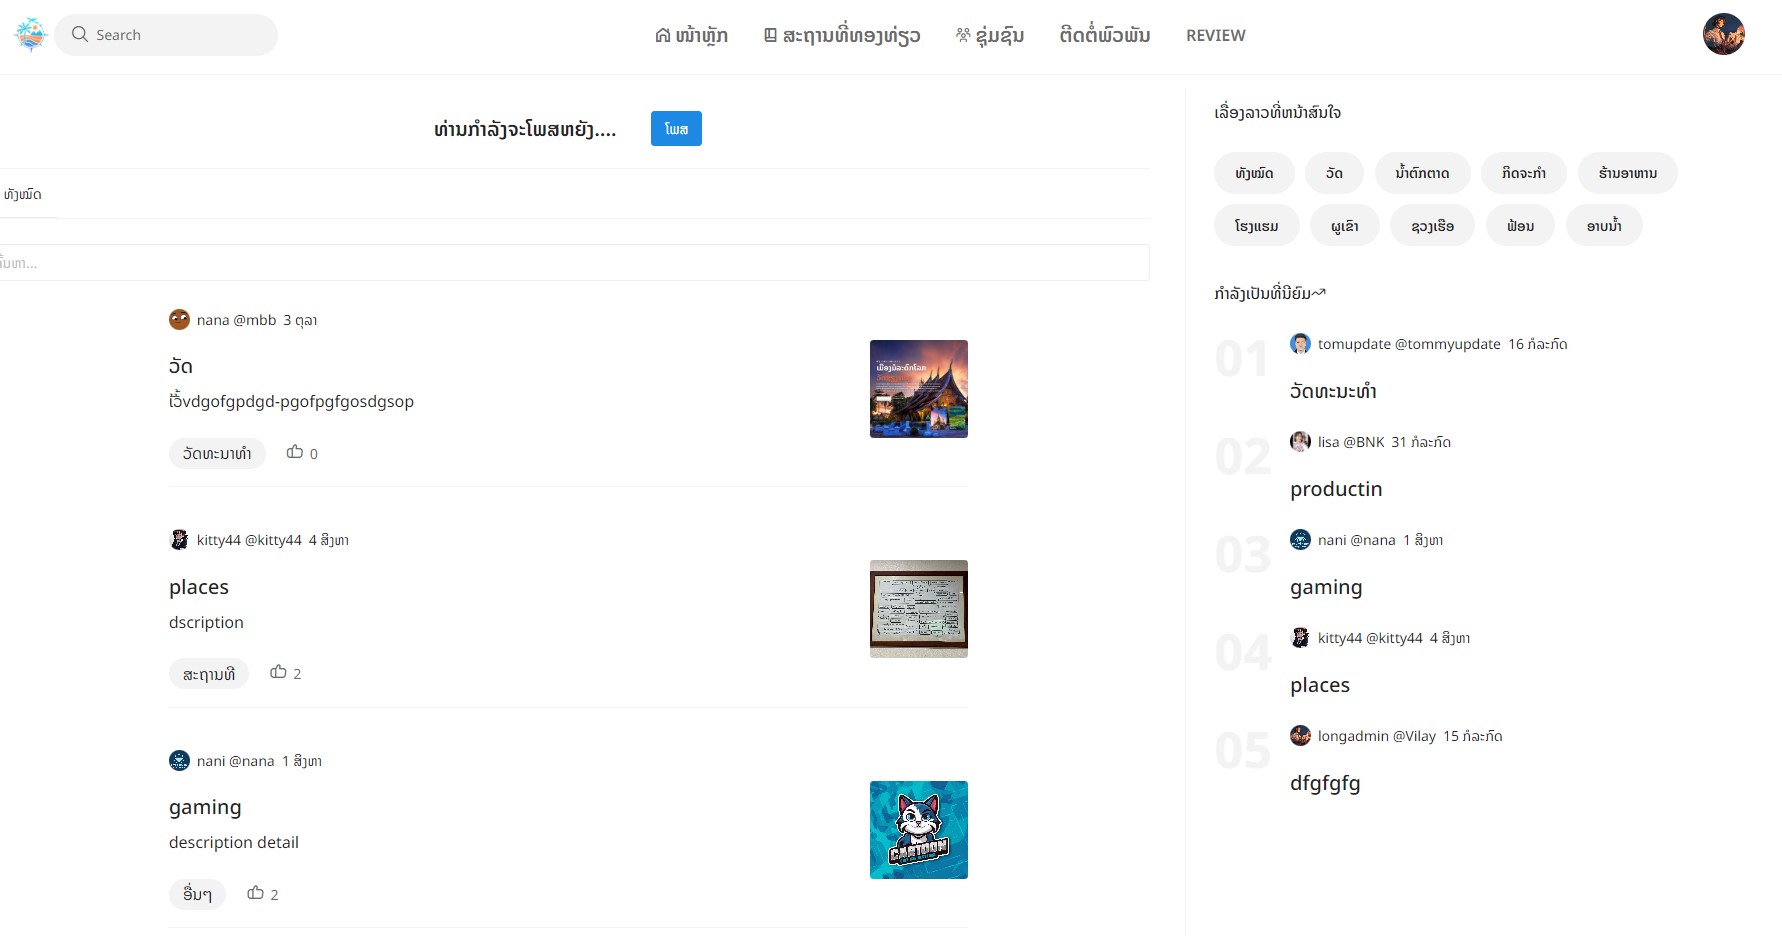 Search
ໜ້າຫຼັກ ສະຖານທີ່ທອງທ່ຽວ ຊຸ່ມຊົນ ຕິດຕໍ່ພົວພັນ REVIEW
ທ່ານກຳລັງຈະໂພສຫຍັງ....
ໂພສ
ທັງໝົດ
ຄົ້ນຫາ...
nana @mbb 3 ຕຸລາ
ວັດ
vdgofgpdgd-pgofpgfgosdgsop
ວັດທະນາທຳ 0
kitty44 @kitty44 4 ສິງຫາ
places
dscription
ສະຖານທີ 2
nani @nana 1 ສິງຫາ
gaming
description detail
CARTOON
ອື່ນໆ 2
ເລື່ອງລາວທີ່ຫນ້າສົນໃຈ
ທັງໝົດ ວັດ ນ້ຳຕົກຕາດ ກິດຈະກຳ ຮ້ານອາຫານ
ໂຮງແຮມ ຜູເຂົາ ຊວງເຮືອ ຟ້ອນ ອາບນ້ຳ
ກຳລັງເປັນທີ່ນິຍົມ
01 tomupdate @tommyupdate 16 ກໍລະກົດ
ວັດທະນະທຳ
02 lisa @BNK 31 ກໍລະກົດ
productin
03 nani @nana 1 ສິງຫາ
gaming
04 kitty44 @kitty44 4 ສິງຫາ
places
05 longadmin @Vilay 15 ກໍລະກົດ
dfgfgfg